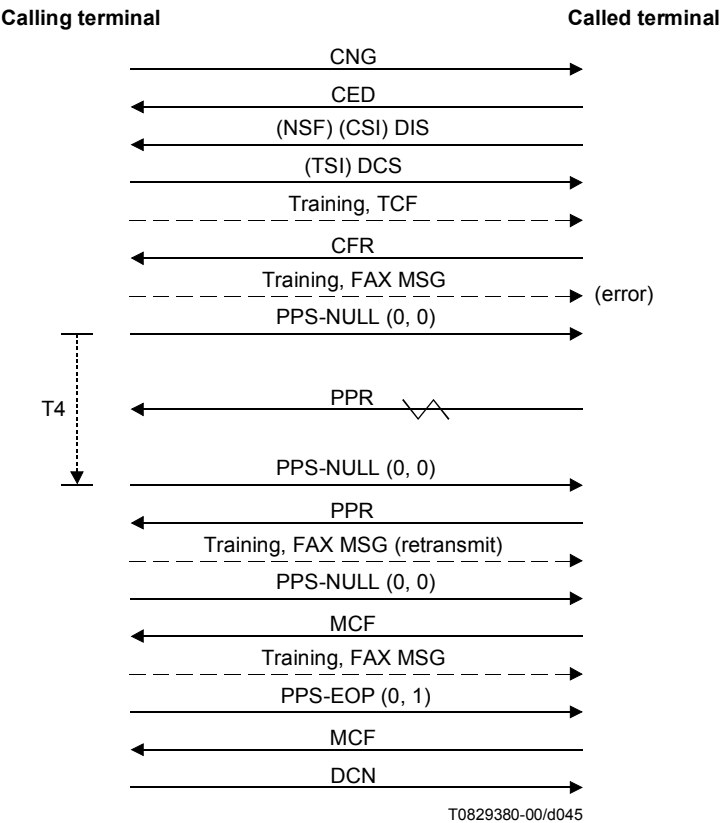 Calling terminal
Called terminal
CNG
CED
(NSF) (CSI) DIS
(TSI) DCS
Training, TCF
CFR
Training, FAX MSG
(error)
PPS-NULL (0, 0)
T4
PPR
PPS-NULL (0, 0)
PPR
Training, FAX MSG (retransmit)
PPS-NULL (0, 0)
MCF
Training, FAX MSG
PPS-EOP (0, 1)
MCF
DCN
T0829380-00/d045